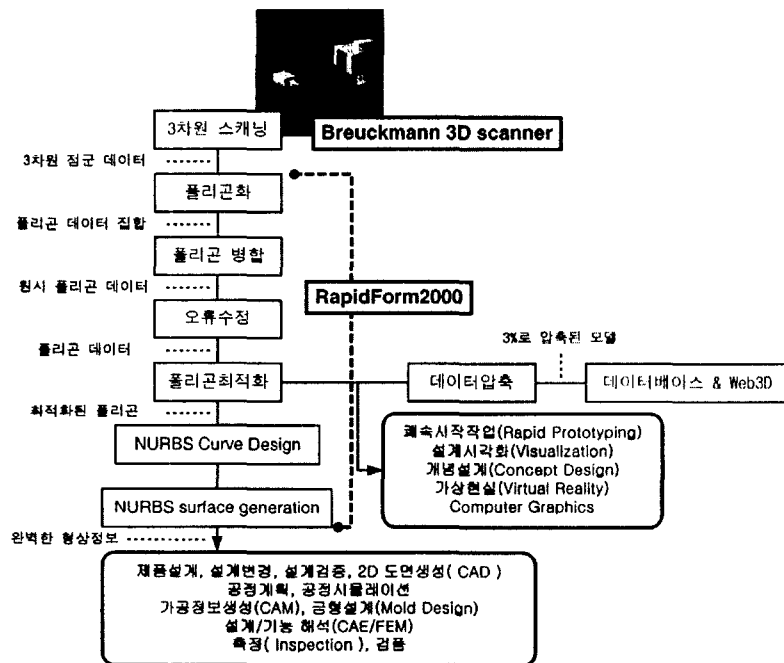 3차원 스캐닝
Breuckmann 3D scanner
3차원 점군 데이터
폴리곤화
폴리곤 데이터 집합
폴리곤 병합
원시 폴리곤 데이터
RapidForm2000
오류수정
폴리곤 데이터
3%로 압축된 모델
폴리곤최적화
데이터압축
데이터베이스 & Web3D
최적화된 폴리곤
NURBS Curve Design
쾌속시작작업(Rapid Prototyping)
설계시각화(Visualization)
개념설계(Concept Design)
가상현실(Virtual Reality)
Computer Graphics
NURBS surface generation
완벽한 형상정보
제품설계, 설계변경, 설계검증, 2D 도면생성( CAD )
공정계획, 공정시뮬레이션
가공정보생성(CAM), 금형설계(Mold Design)
설계/기능 해석(CAE/FEM)
측정( Inspection ), 검품